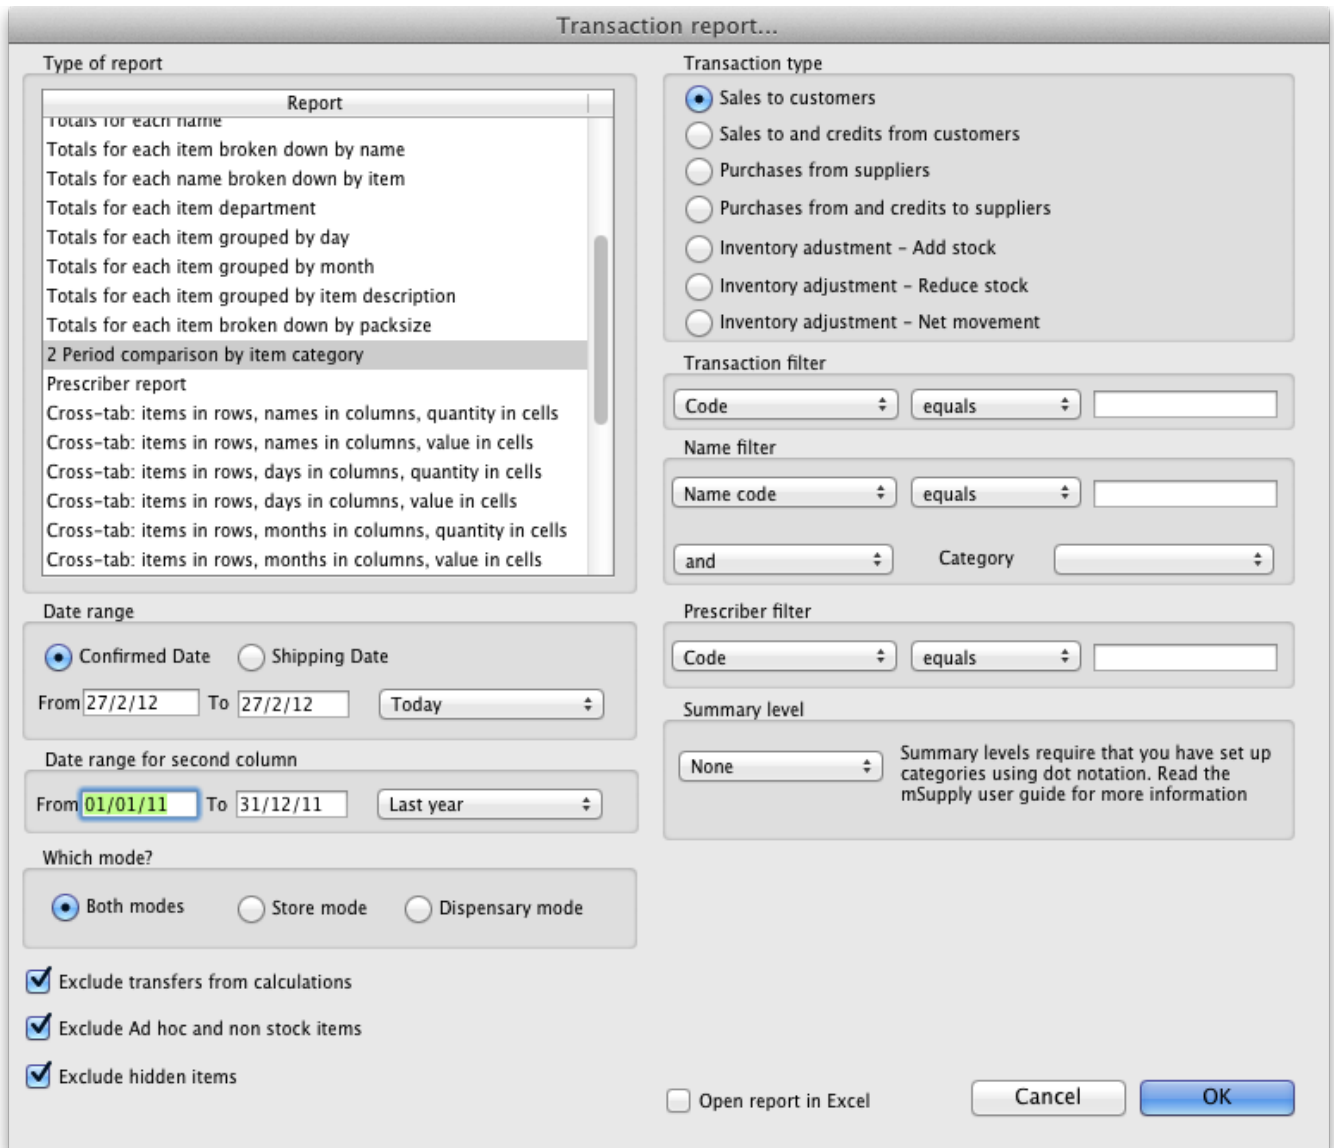 Transaction report...
Type of report
Report
Totals for each name
Totals for each item broken down by name
Totals for each name broken down by item
Totals for each item department
Totals for each item grouped by day
Totals for each item grouped by month
Totals for each item grouped by item description
Totals for each item broken down by packsize
2 Period comparison by item category
Prescriber report
Cross-tab: items in rows, names in columns, quantity in cells
Cross-tab: items in rows, names in columns, value in cells
Cross-tab: items in rows, days in columns, quantity in cells
Cross-tab: items in rows, days in columns, value in cells
Cross-tab: items in rows, months in columns, quantity in cells
Cross-tab: items in rows, months in columns, value in cells
Date range
Confirmed Date Shipping Date
From 27/2/12 To 27/2/12 Today
Date range for second column
From 01/01/11 To 31/12/11 Last year
Which mode?
Both modes Store mode Dispensary mode
Exclude transfers from calculations
Exclude Ad hoc and non stock items
Exclude hidden items
Transaction type
Sales to customers
Sales to and credits from customers
Purchases from suppliers
Purchases from and credits to suppliers
Inventory adustment - Add stock
Inventory adjustment - Reduce stock
Inventory adjustment - Net movement
Transaction filter
Code equals
Name filter
Name code equals
and Category
Prescriber filter
Code equals
Summary level
None
Summary levels require that you have set up
categories using dot notation. Read the
mSupply user guide for more information
Open report in Excel Cancel OK